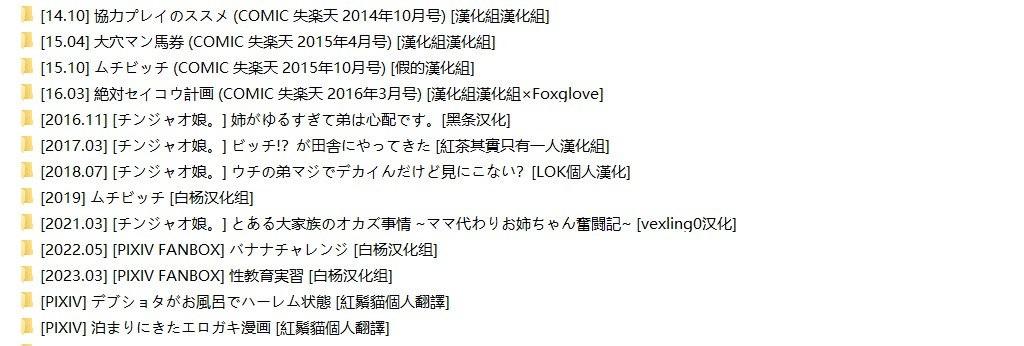 [14.10] 協力プレイのススメ (COMIC 失楽天 2014年10月号) [漢化組漢化組]
[15.04] 大穴マン馬券 (COMIC 失楽天 2015年4月号) [漢化組漢化組]
[15.10] ムチビッチ (COMIC 失楽天 2015年10月号) [假的漢化組]
[16.03] 絶対セイコウ計画 (COMIC 失楽天 2016年3月号) [漢化組漢化組×Foxglove]
[2016.11] [チンジャオ娘。] 姉がゆるすぎて弟は心配です。[黑条汉化]
[2017.03] [チンジャオ娘。] ビッチ!？が田舎にやってきた [紅茶其實只有一人漢化組]
[2018.07] [チンジャオ娘。] ウチの弟マジでデカイんだけど見にこない？[LOK個人漢化]
[2019] ムチビッチ [白杨汉化组]
[2021.03] [チンジャオ娘。] とある大家族のオカズ事情 ~ママ代わりお姉ちゃん奮闘記~ [vexling0汉化]
[2022.05] [PIXIV FANBOX] バナナチャレンジ [白杨汉化组]
[2023.03] [PIXIV FANBOX] 性教育実習 [白杨汉化组]
[PIXIV] デブショタがお風呂でハーレム状態 [紅鬚貓個人翻譯]
[PIXIV] 泊まりにきたエロガキ漫画 [紅鬚貓個人翻譯]